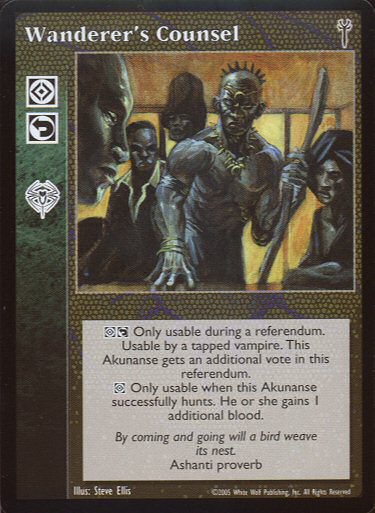 Wanderer's Counsel
Only usable during a referendum.
Usable by a tapped vampire. This
Akunanse gets an additional vote in this
referendum.
Only usable when this Akunanse
successfully hunts. He or she gains 1
additional blood.
By coming and going will a bird weave
its nest.
Ashanti proverb
Illus: Steve Ellis
©2005 White Wolf Publishing, Inc. All Rights Reserved